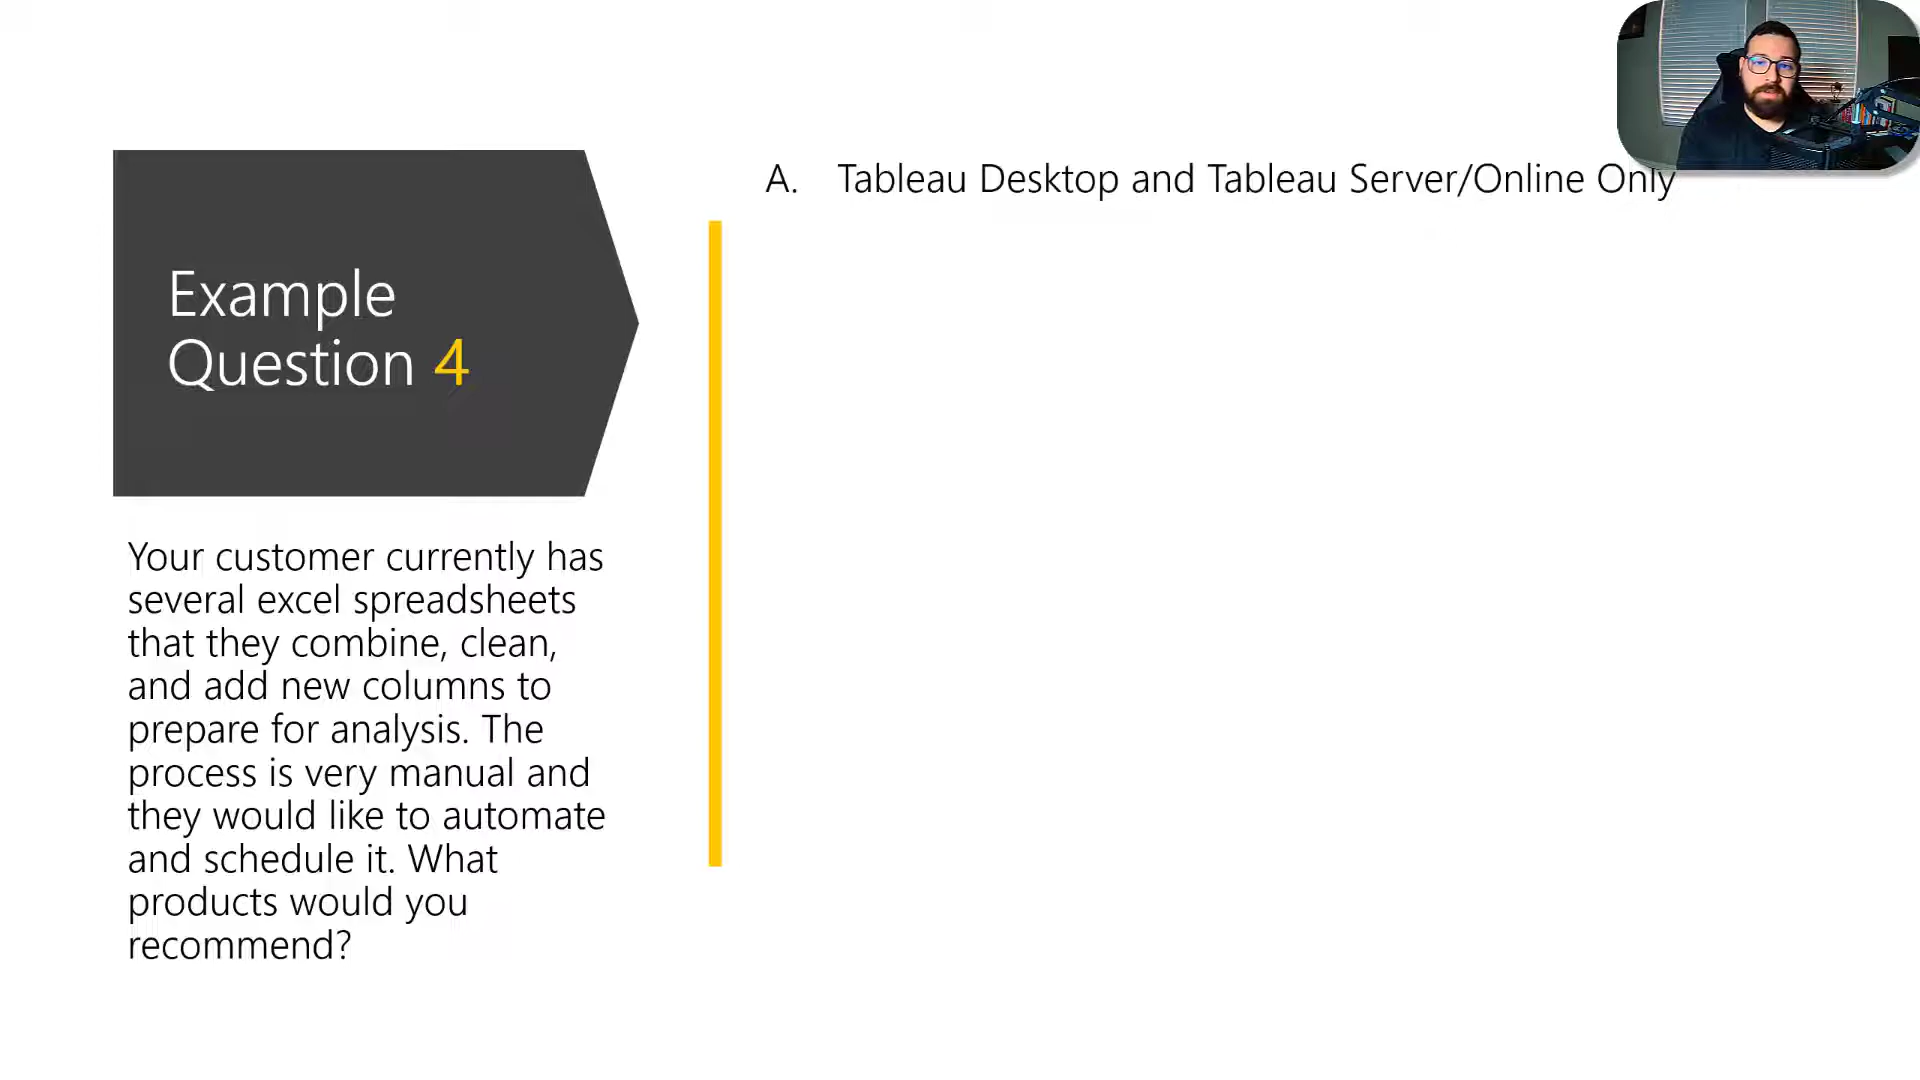 Example
Question 4
Your customer currently has
several excel spreadsheets
that they combine, clean,
and add new columns to
prepare for analysis. The
process is very manual and
they would like to automate
and schedule it. What
products would you
recommend?
A. Tableau Desktop and Tableau Server/Online Only